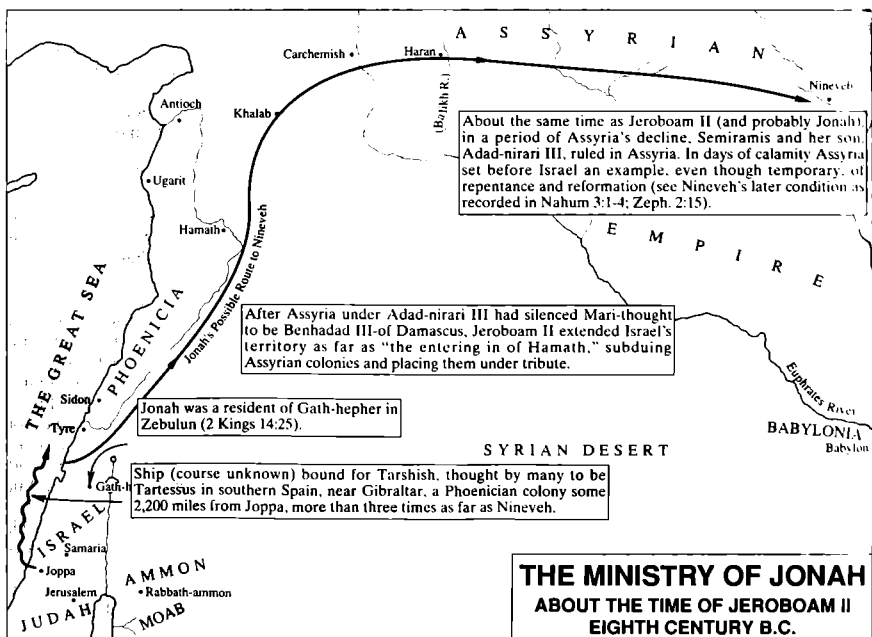 A S S Y R I A N
Carchemish
Haran
Nineveh
Antioch
Khalab
(Balikh R.)
About the same time as Jeroboam II (and probably Jonah),
in a period of Assyria's decline, Semiramis and her son,
Adad-nirari III, ruled in Assyria. In days of calamity Assyria
set before Israel an example, even though temporary, of
repentance and reformation (see Nineveh's later condition as
recorded in Nahum 3:1-4; Zeph. 2:15).
Ugarit
Hamath
E M P I R E
THE GREAT SEA
PHOENICIA
Jonah's Possible Route to Nineveh
After Assyria under Adad-nirari III had silenced Mari-thought
to be Benhadad III-of Damascus, Jeroboam II extended Israel's
territory as far as "the entering in of Hamath," subduing
Assyrian colonies and placing them under tribute.
Euphrates River
Sidon
Jonah was a resident of Gath-hepher in
Zebulun (2 Kings 14:25).
Tyre
BABYLONIA
Babylon
SYRIAN DESERT
Ship (course unknown) bound for Tarshish, thought by many to be
Tartessus in southern Spain, near Gibraltar, a Phoenician colony some
2,200 miles from Joppa, more than three times as far as Nineveh.
Gath-h
ISRAEL
Samaria
Joppa
AMMON
Jerusalem
Rabbath-ammon
JUDAH
MOAB
THE MINISTRY OF JONAH
ABOUT THE TIME OF JEROBOAM II
EIGHTH CENTURY B.C.